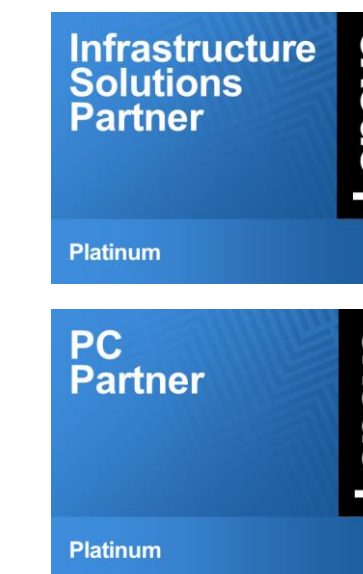 Infrastructure
Solutions
Partner
Platinum
PC
Partner
Platinum